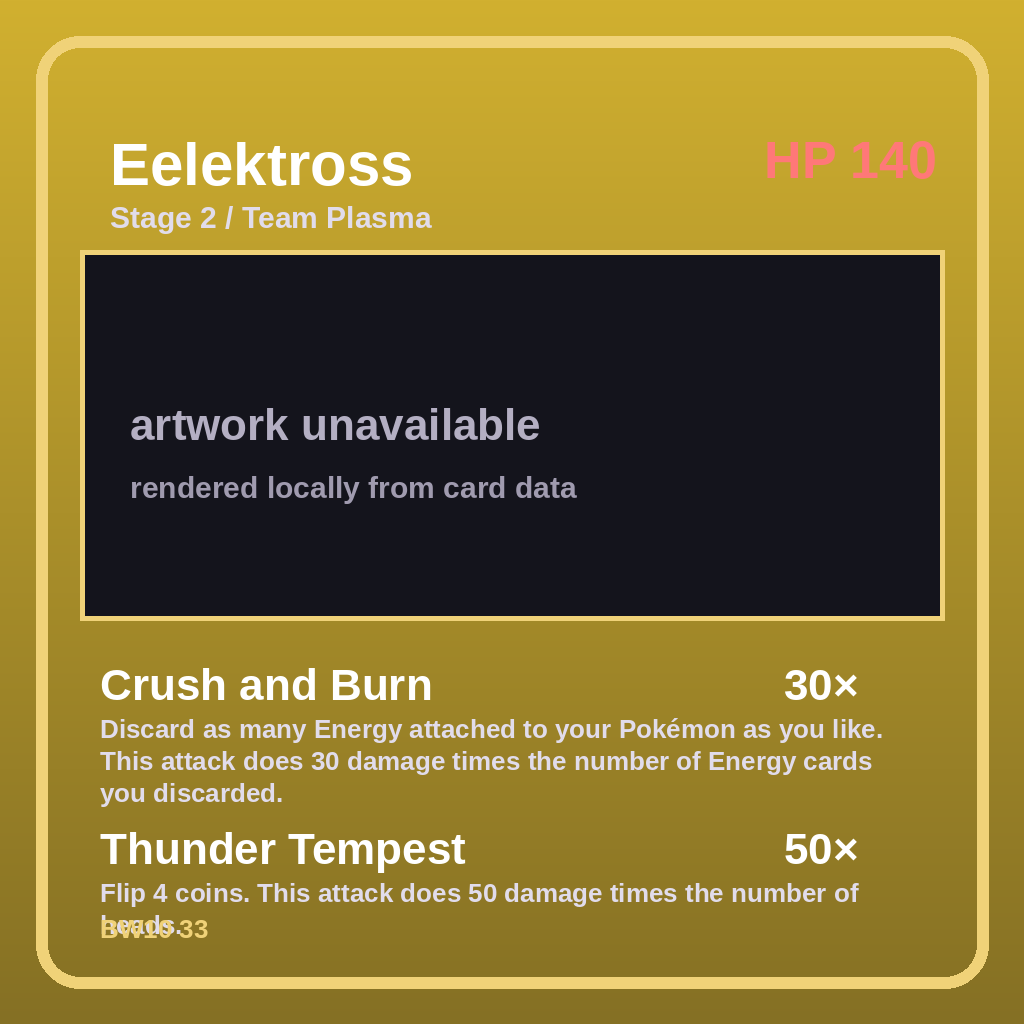 Eelektross
HP 140
Stage 2 / Team Plasma
artwork unavailable
rendered locally from card data
Crush and Burn
30×
Discard as many Energy attached to your Pokémon as you like.
This attack does 30 damage times the number of Energy cards
you discarded.
Thunder Tempest
50×
Flip 4 coins. This attack does 50 damage times the number of
heads.
BW10 33